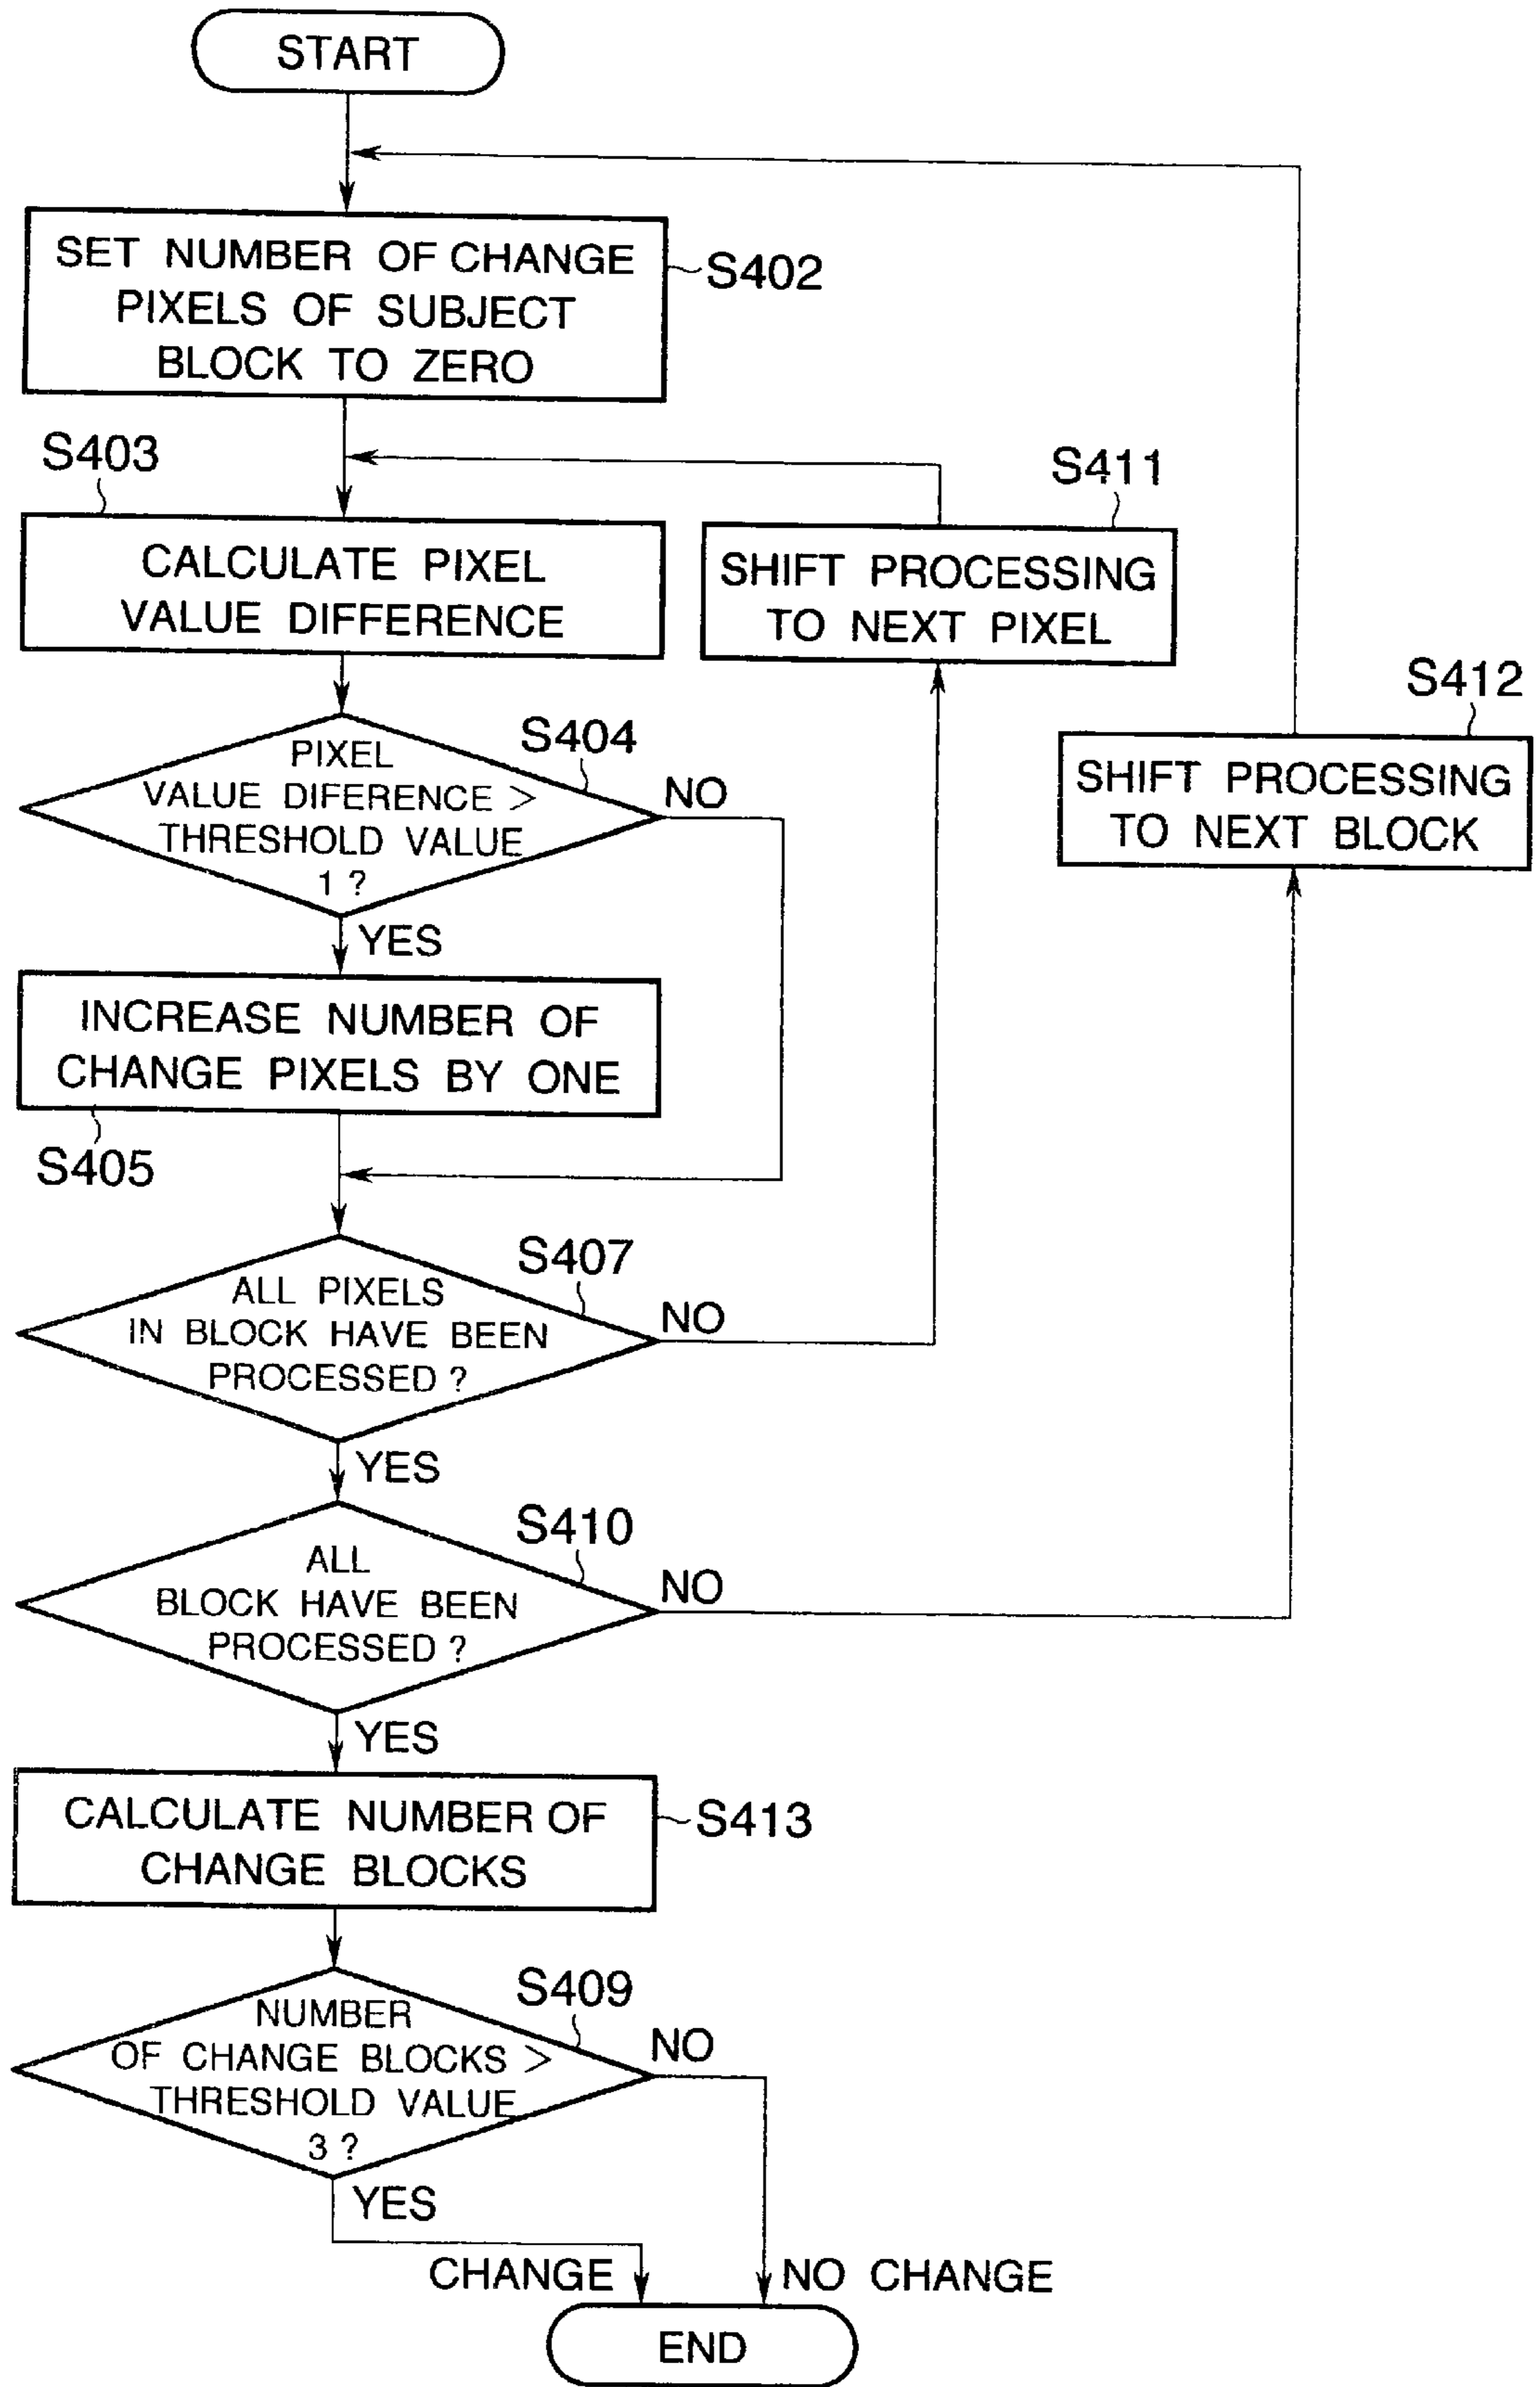 START
SET NUMBER OF CHANGE
PIXELS OF SUBJECT
BLOCK TO ZERO
S402
S403
CALCULATE PIXEL
VALUE DIFFERENCE
S411
SHIFT PROCESSING
TO NEXT PIXEL
S412
SHIFT PROCESSING
TO NEXT BLOCK
S404
PIXEL
VALUE DIFERENCE >
THRESHOLD VALUE
1 ?
NO
YES
INCREASE NUMBER OF
CHANGE PIXELS BY ONE
S405
S407
ALL PIXELS
IN BLOCK HAVE BEEN
PROCESSED ?
NO
YES
S410
ALL
BLOCK HAVE BEEN
PROCESSED ?
NO
YES
CALCULATE NUMBER OF
CHANGE BLOCKS
S413
S409
NUMBER
OF CHANGE BLOCKS >
THRESHOLD VALUE
3 ?
NO
YES
CHANGE
NO CHANGE
END